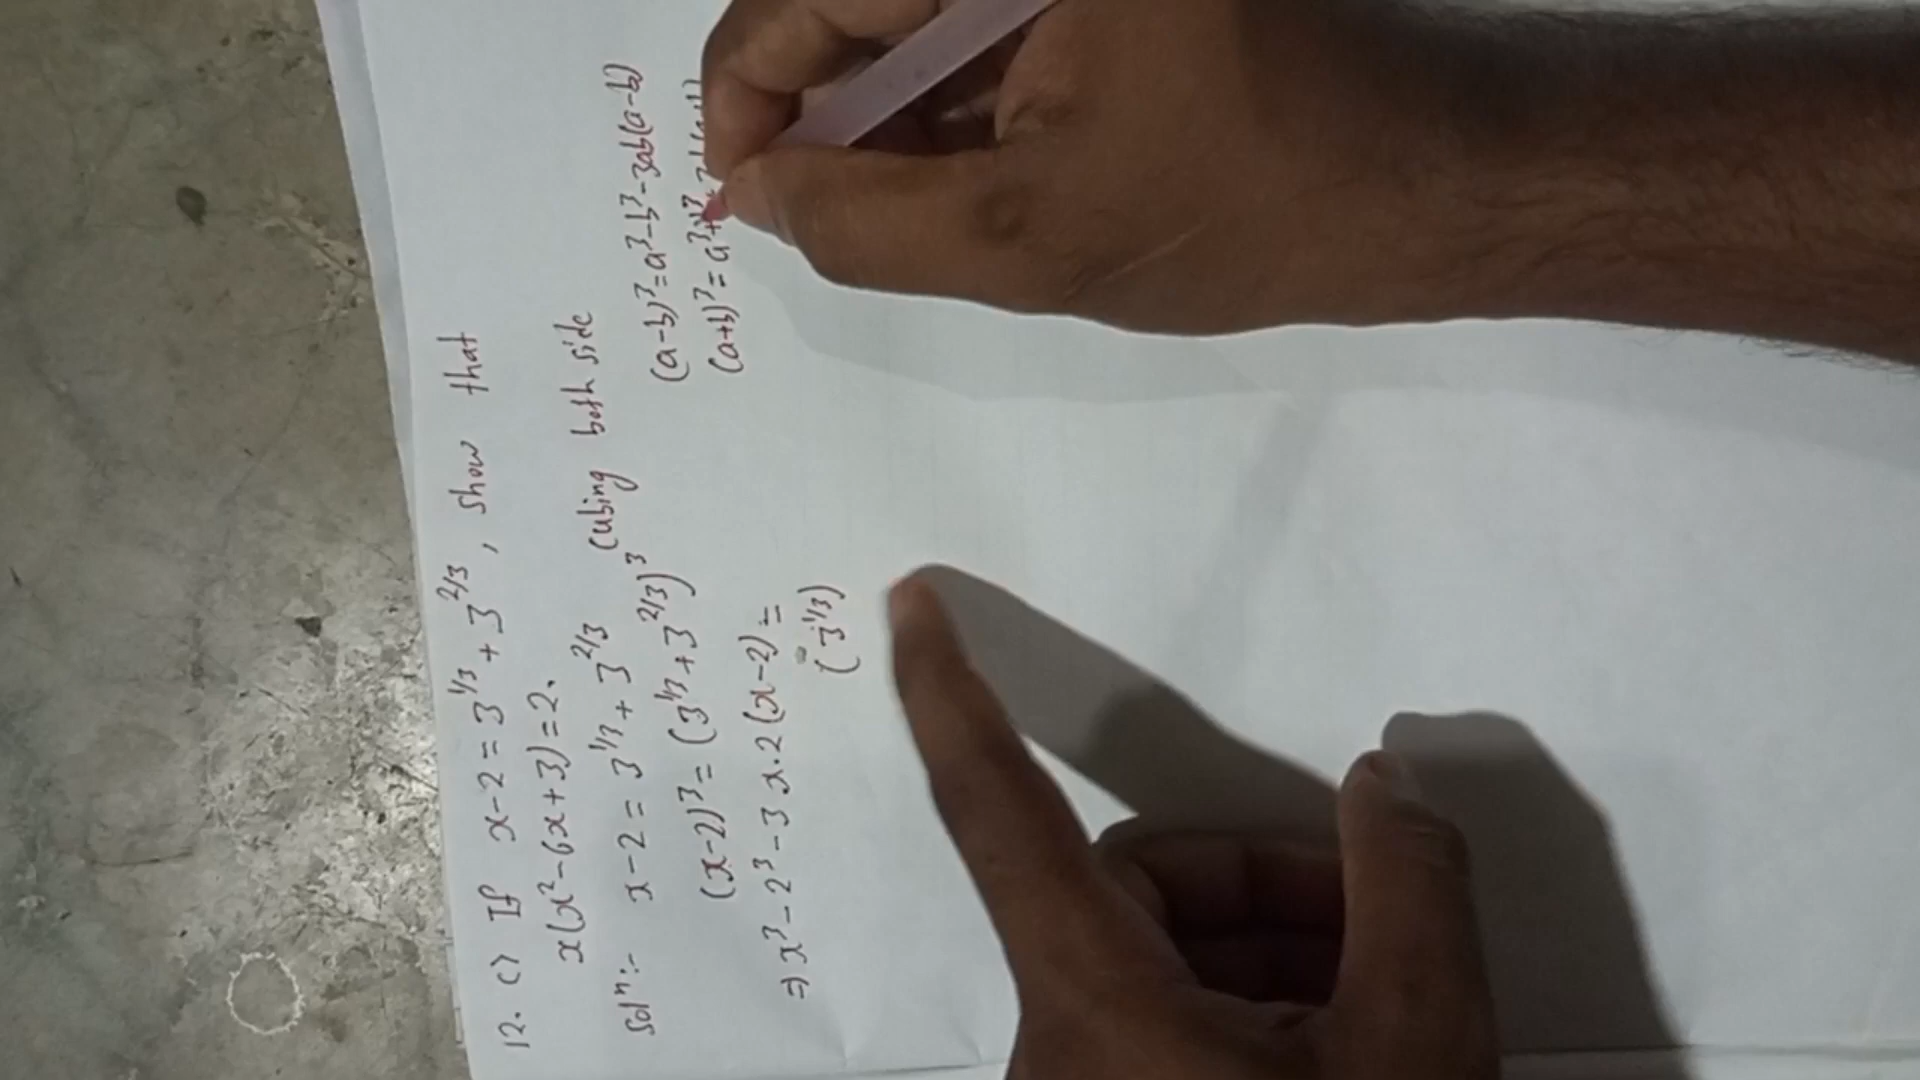 12. c) If x-2 = 3^1/3 + 3^2/3, show that
x(x²-6x+3)=2.
Solⁿ:- x-2 = 3^1/3 + 3^2/3 Cubing both side
(x-2)³ = (3^1/3 + 3^2/3)³
(a-b)³ = a³-b³-3ab(a-b)
⇒ x³-2³-3x.2(x-2) =
(a+b)³ = a³+
(3^1/3)